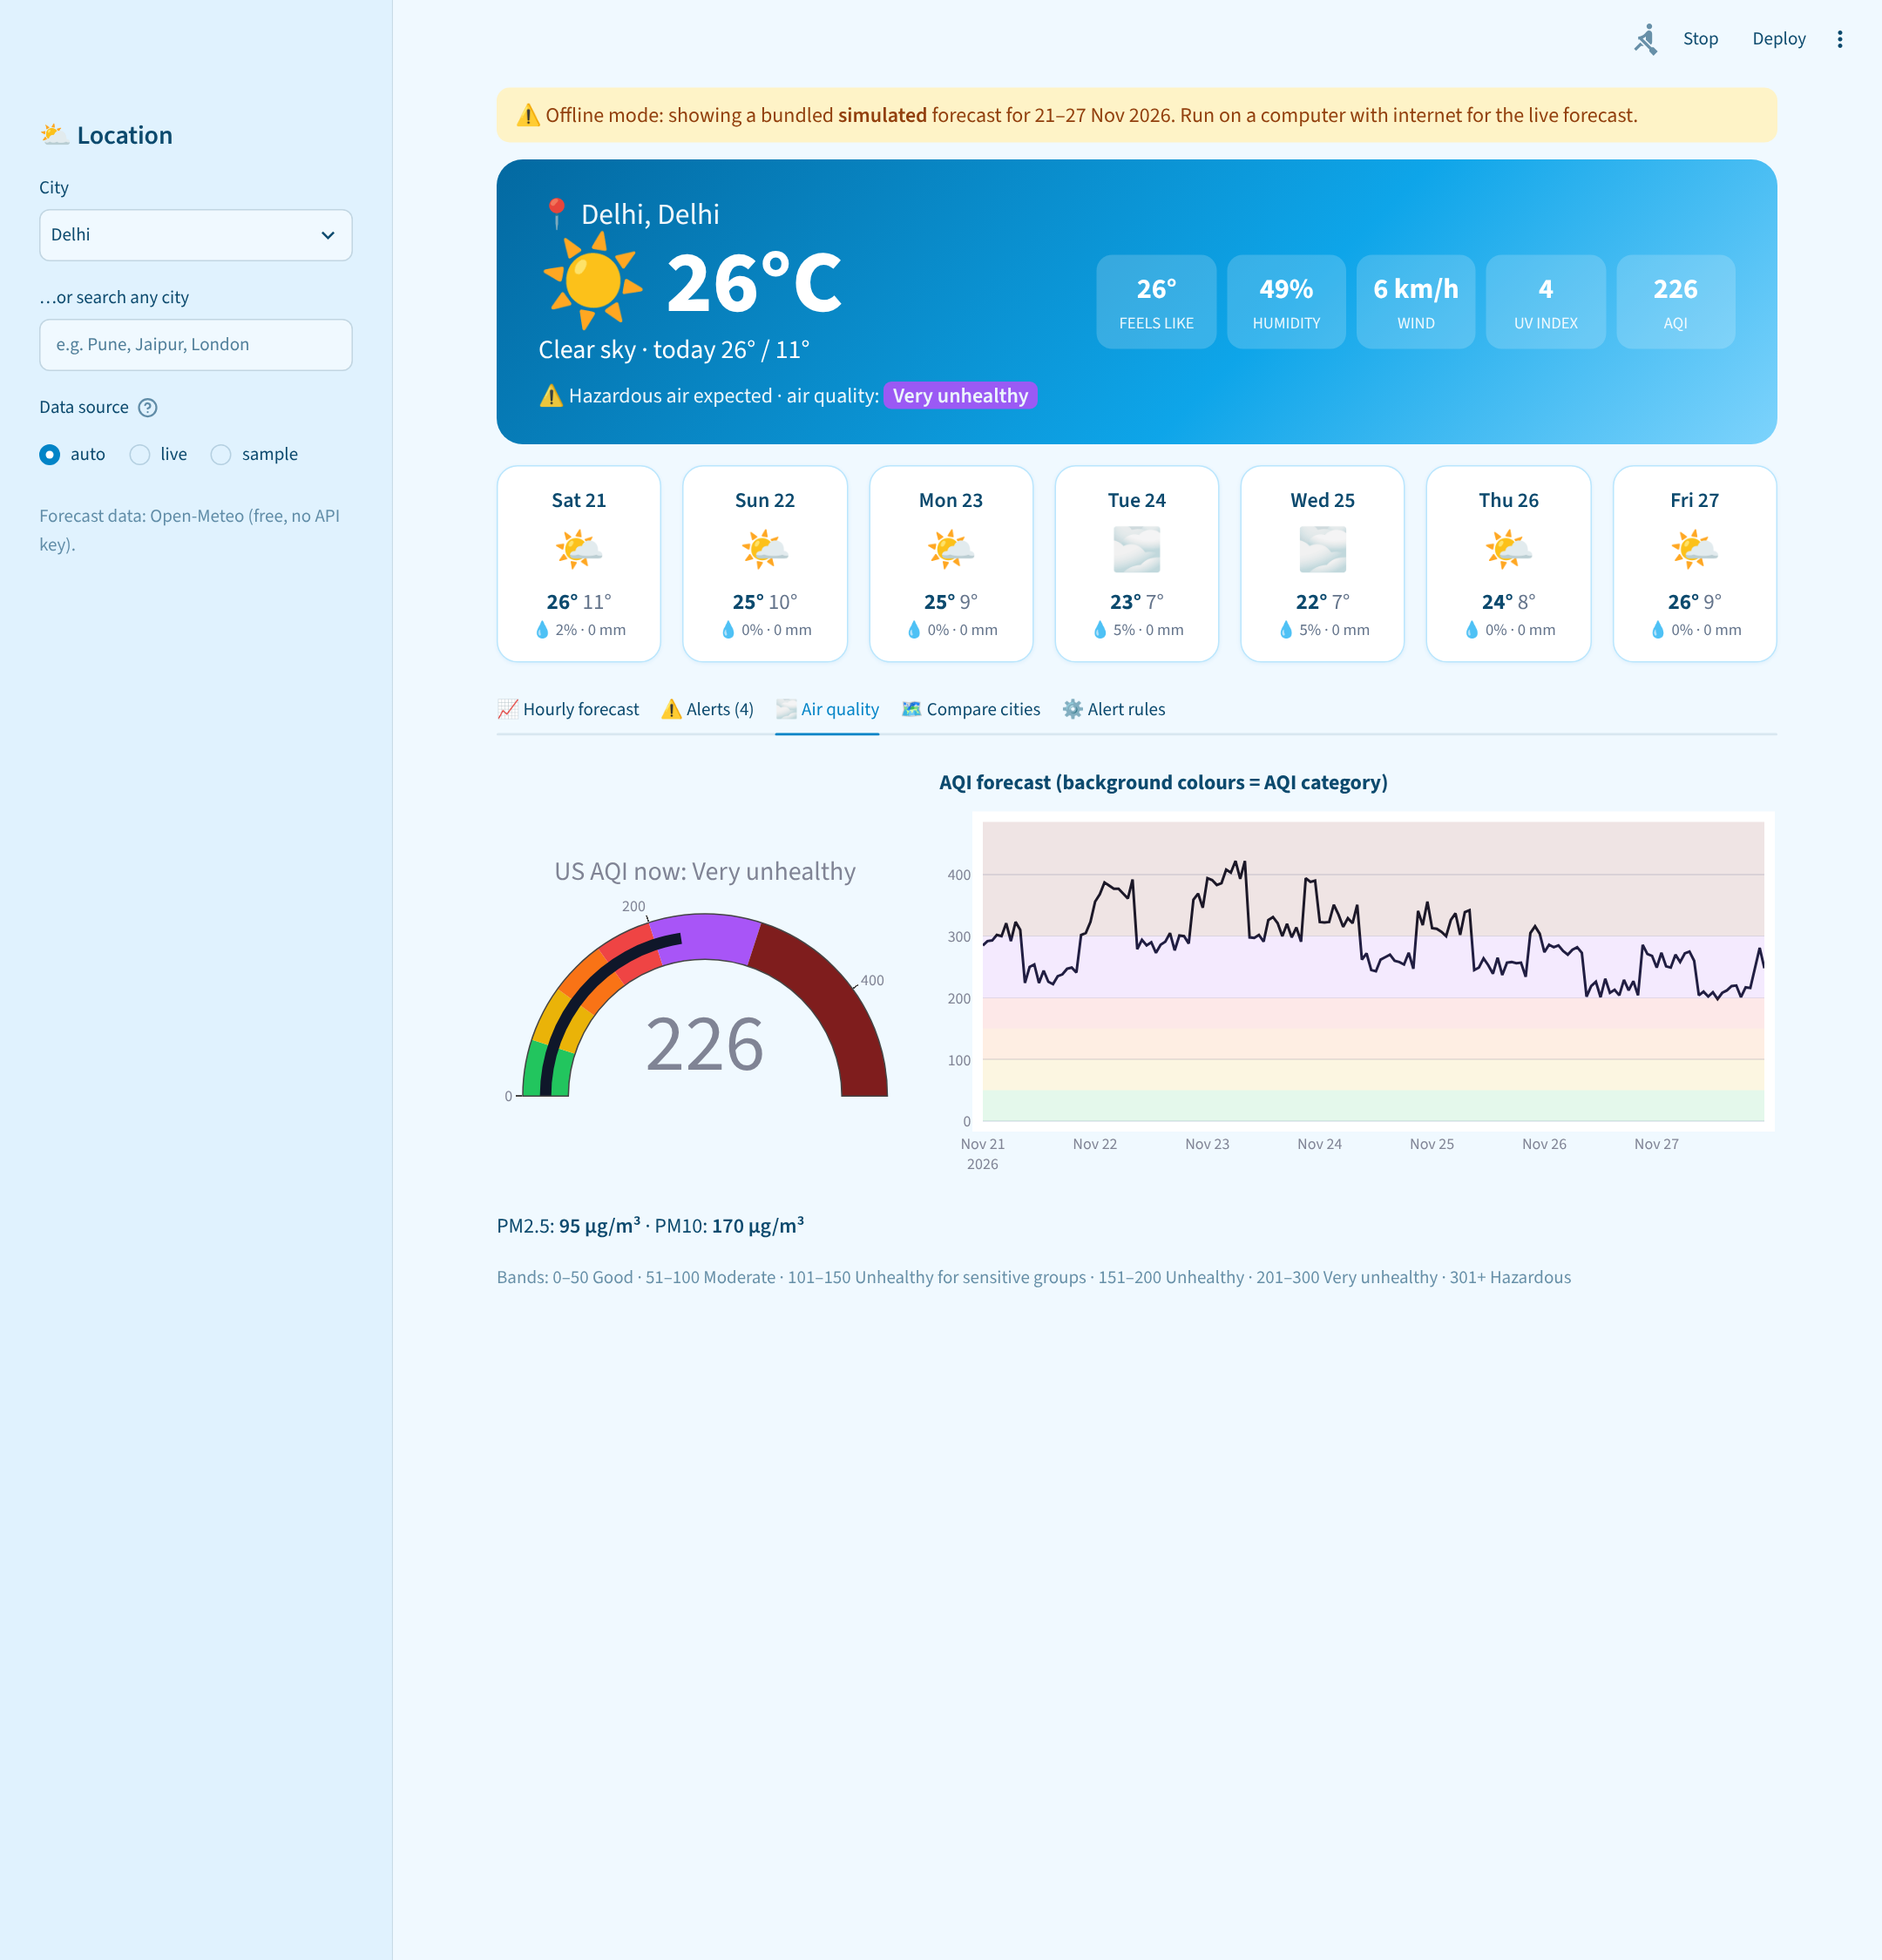 Stop Deploy
⛅ Location
City
Delhi
…or search any city
e.g. Pune, Jaipur, London
Data source
auto live sample
Forecast data: Open-Meteo (free, no API
key).
⚠️ Offline mode: showing a bundled simulated forecast for 21–27 Nov 2026. Run on a computer with internet for the live forecast.
📍 Delhi, Delhi
☀️ 26°C
Clear sky · today 26° / 11°
⚠️ Hazardous air expected · air quality: Very unhealthy
26° 49% 6 km/h 4 226
FEELS LIKE HUMIDITY WIND UV INDEX AQI
Sat 21 Sun 22 Mon 23 Tue 24 Wed 25 Thu 26 Fri 27
26° 11° 25° 10° 25° 9° 23° 7° 22° 7° 24° 8° 26° 9°
💧 2% · 0 mm 💧 0% · 0 mm 💧 0% · 0 mm 💧 5% · 0 mm 💧 5% · 0 mm 💧 0% · 0 mm 💧 0% · 0 mm
📈 Hourly forecast ⚠️ Alerts (4) 🌫️ Air quality 🗺️ Compare cities ⚙️ Alert rules
US AQI now: Very unhealthy
0 200 400
226
AQI forecast (background colours = AQI category)
400
300
200
100
0
Nov 21 Nov 22 Nov 23 Nov 24 Nov 25 Nov 26 Nov 27
2026
PM2.5: 95 µg/m³ · PM10: 170 µg/m³
Bands: 0–50 Good · 51–100 Moderate · 101–150 Unhealthy for sensitive groups · 151–200 Unhealthy · 201–300 Very unhealthy · 301+ Hazardous